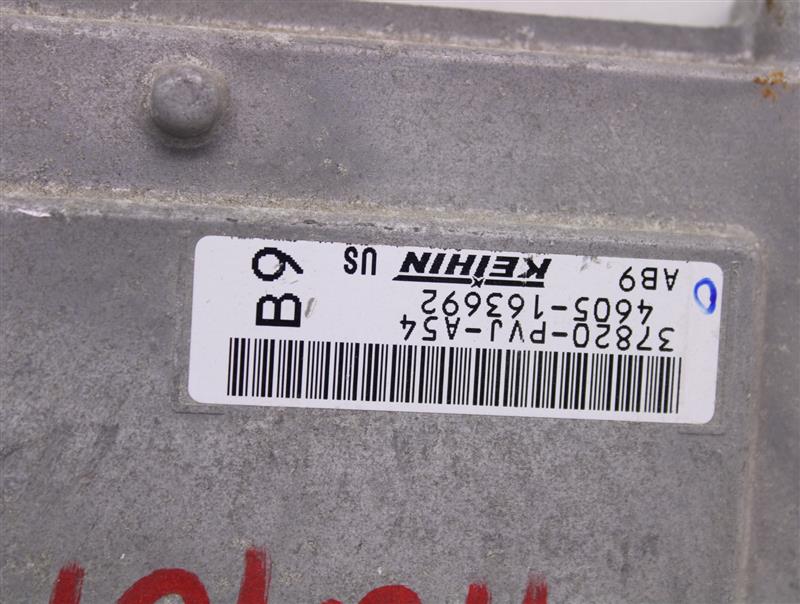 AB9 KEIHIN US
4605-163692
37820-PVJ-A54
B9